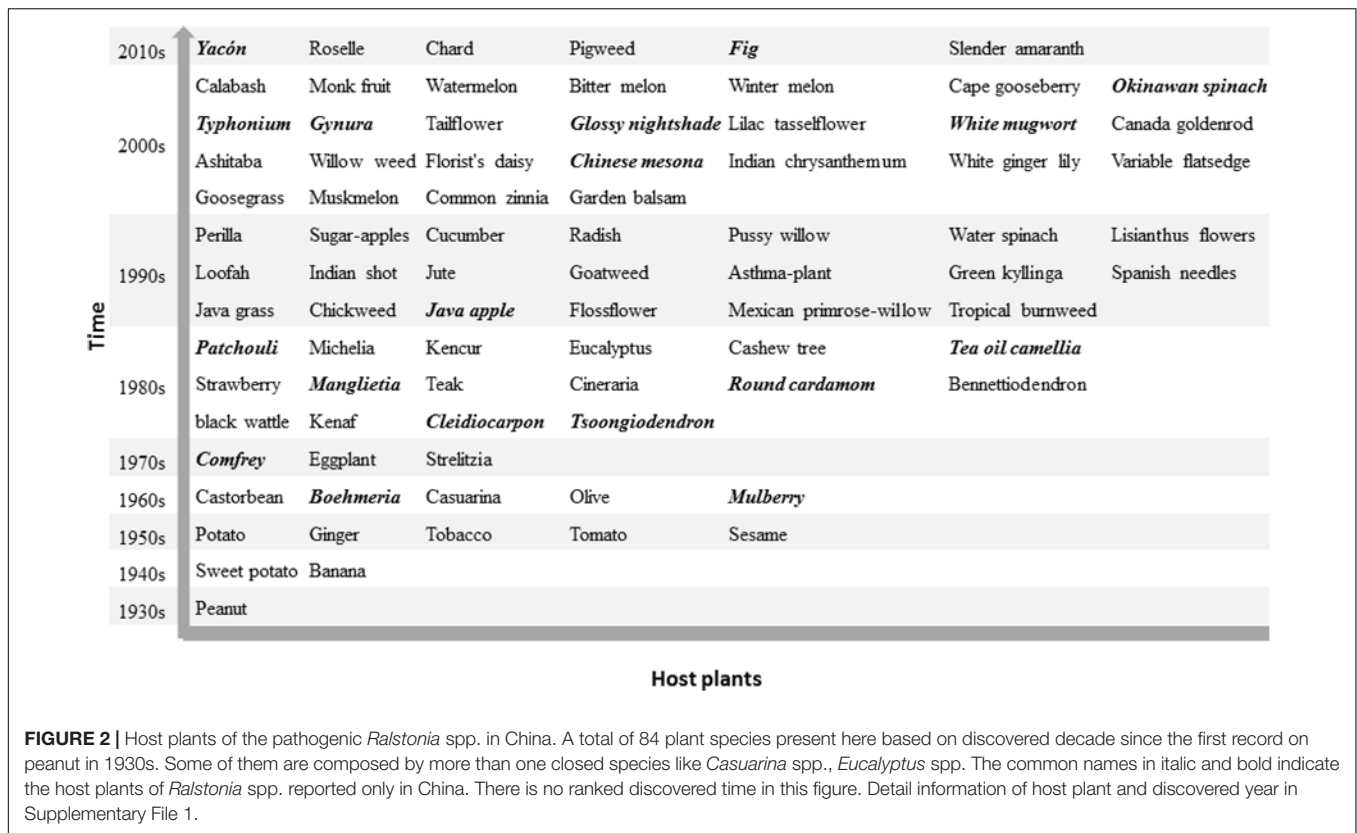 2010s Yacón Roselle Chard Pigweed Fig Slender amaranth
Calabash Monk fruit Watermelon Bitter melon Winter melon Cape gooseberry Okinawan spinach
2000s Typhonium Gynura Tailflower Glossy nightshade Lilac tasselflower White mugwort Canada goldenrod
Ashitaba Willow weed Florist's daisy Chinese mesona Indian chrysanthemum White ginger lily Variable flatsedge
Goosegrass Muskmelon Common zinnia Garden balsam
Perilla Sugar-apples Cucumber Radish Pussy willow Water spinach Lisianthus flowers
1990s Loofah Indian shot Jute Goatweed Asthma-plant Green kyllinga Spanish needles
Java grass Chickweed Java apple Flossflower Mexican primrose-willow Tropical burnweed
Time
Patchouli Michelia Kencur Eucalyptus Cashew tree Tea oil camellia
1980s Strawberry Manglietia Teak Cineraria Round cardamom Bennettiodendron
black wattle Kenaf Cleidiocarpon Tsoongiodendron
1970s Comfrey Eggplant Strelitzia
1960s Castorbean Boehmeria Casuarina Olive Mulberry
1950s Potato Ginger Tobacco Tomato Sesame
1940s Sweet potato Banana
1930s Peanut
Host plants
FIGURE 2 | Host plants of the pathogenic Ralstonia spp. in China. A total of 84 plant species present here based on discovered decade since the first record on
peanut in 1930s. Some of them are composed by more than one closed species like Casuarina spp., Eucalyptus spp. The common names in italic and bold indicate
the host plants of Ralstonia spp. reported only in China. There is no ranked discovered time in this figure. Detail information of host plant and discovered year in
Supplementary File 1.